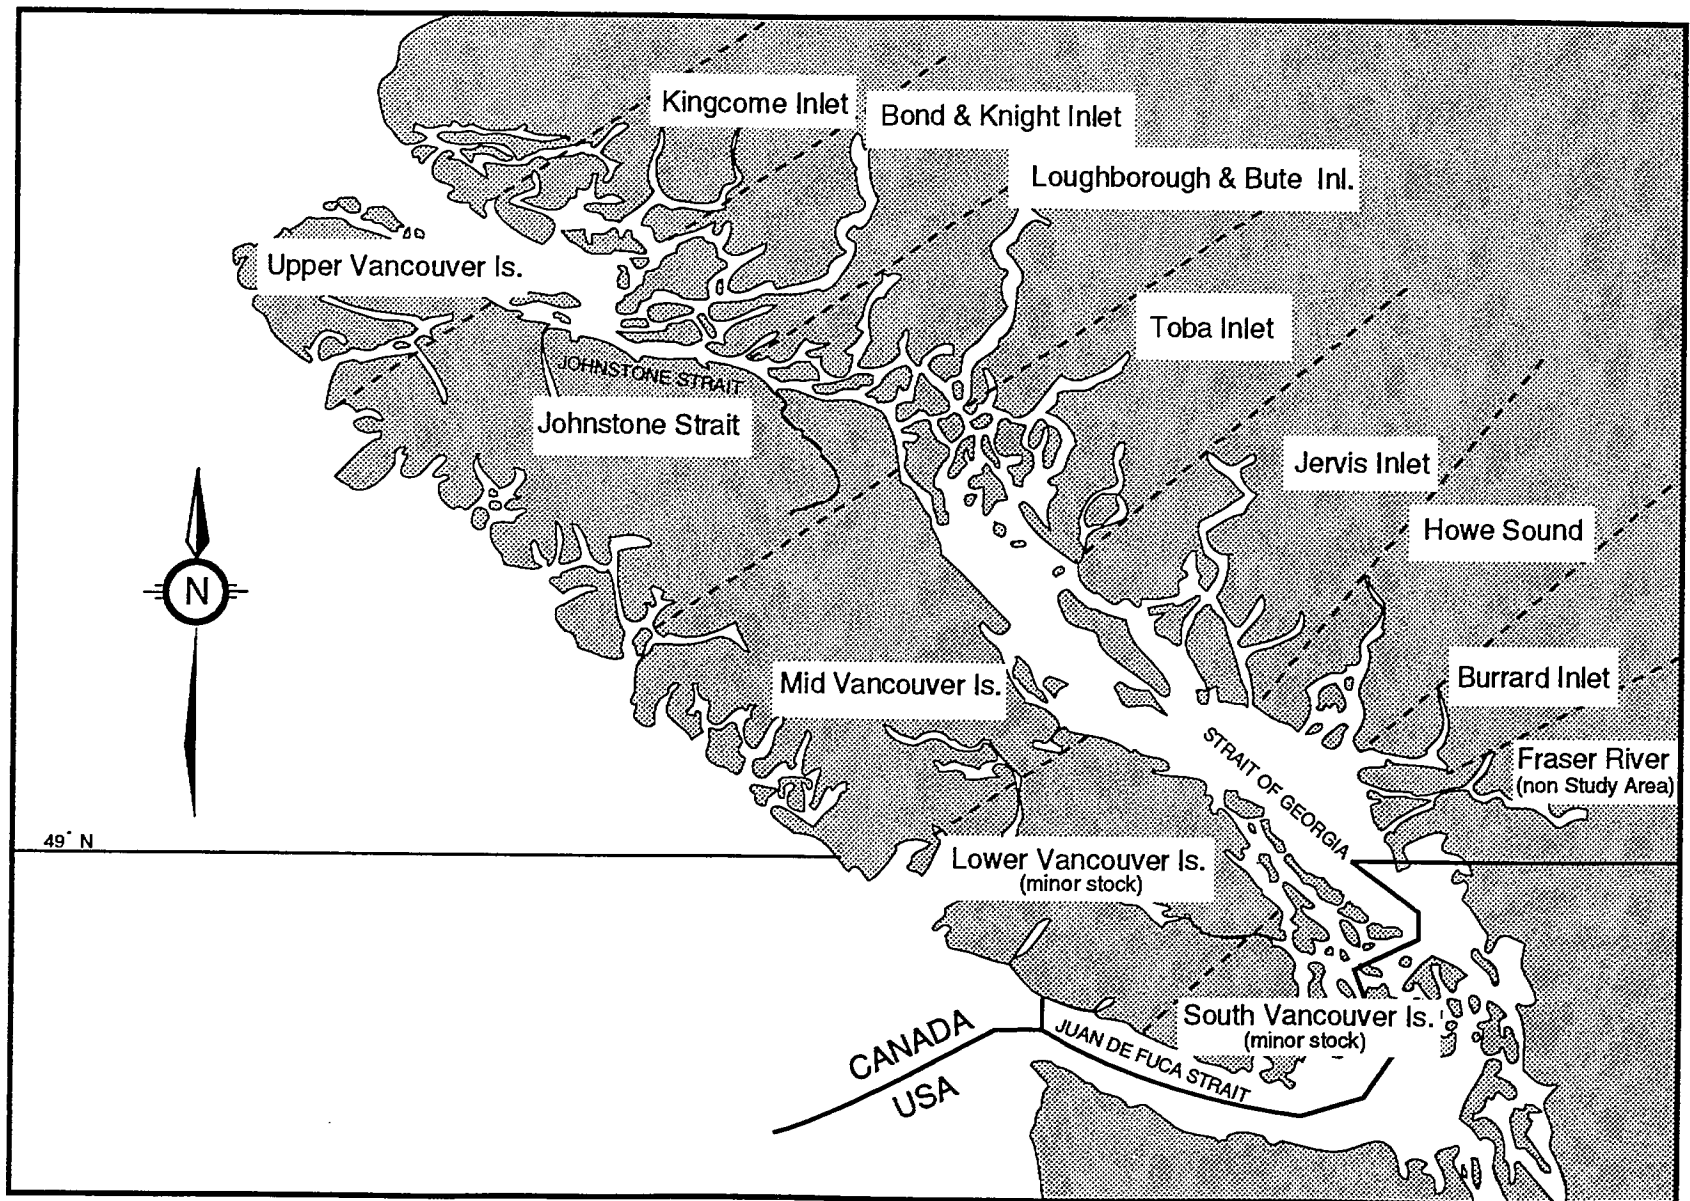 Kingcome Inlet
Bond & Knight Inlet
Loughborough & Bute Inl.
Upper Vancouver Is.
Toba Inlet
JOHNSTONE STRAIT
Johnstone Strait
Jervis Inlet
Howe Sound
N
Mid Vancouver Is.
Burrard Inlet
STRAIT OF GEORGIA
Fraser River
(non Study Area)
49° N
Lower Vancouver Is.
(minor stock)
South Vancouver Is.
(minor stock)
CANADA
USA
JUAN DE FUCA STRAIT